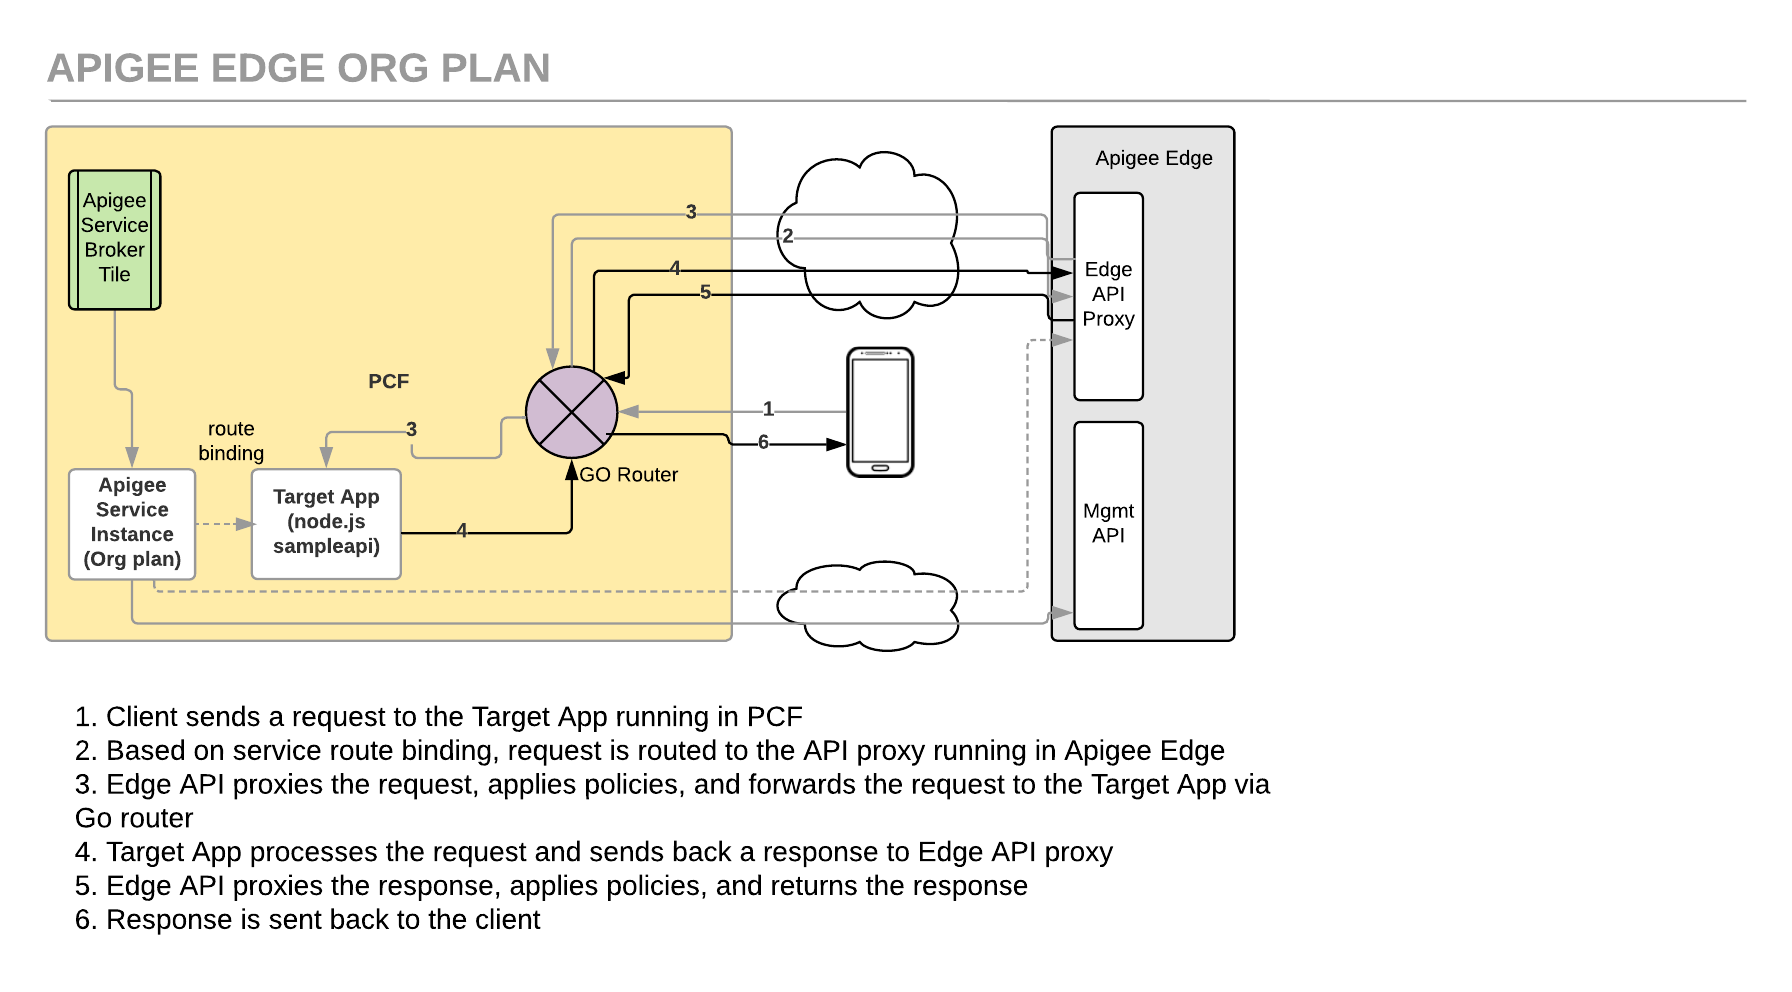 APIGEE EDGE ORG PLAN
Apigee
Service
Broker
Tile
Apigee Edge
3
2
4
5
Edge
API
Proxy
PCF
1
6
route
binding
3
GO Router
Apigee
Service
Instance
(Org plan)
Target App
(node.js
sampleapi)
4
Mgmt
API
1. Client sends a request to the Target App running in PCF
2. Based on service route binding, request is routed to the API proxy running in Apigee Edge
3. Edge API proxies the request, applies policies, and forwards the request to the Target App via
Go router
4. Target App processes the request and sends back a response to Edge API proxy
5. Edge API proxies the response, applies policies, and returns the response
6. Response is sent back to the client